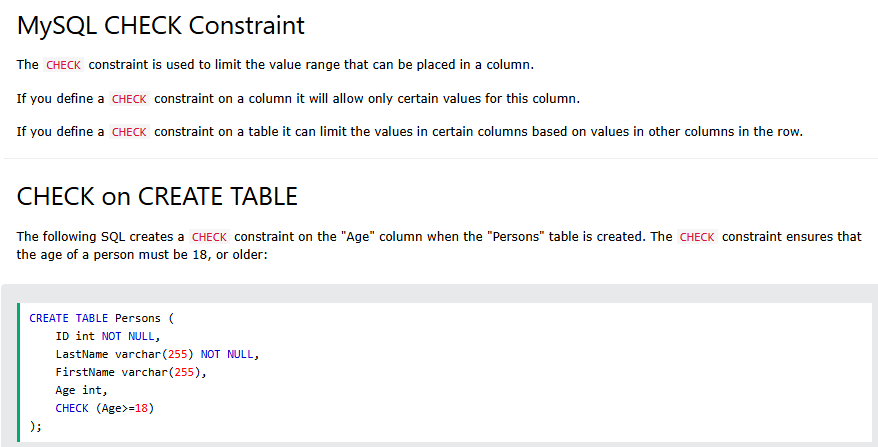 MySQL CHECK Constraint
The CHECK constraint is used to limit the value range that can be placed in a column.
If you define a CHECK constraint on a column it will allow only certain values for this column.
If you define a CHECK constraint on a table it can limit the values in certain columns based on values in other columns in the row.
CHECK on CREATE TABLE
The following SQL creates a CHECK constraint on the "Age" column when the "Persons" table is created. The CHECK constraint ensures that
the age of a person must be 18, or older:
CREATE TABLE Persons (
    ID int NOT NULL,
    LastName varchar(255) NOT NULL,
    FirstName varchar(255),
    Age int,
    CHECK (Age>=18)
);